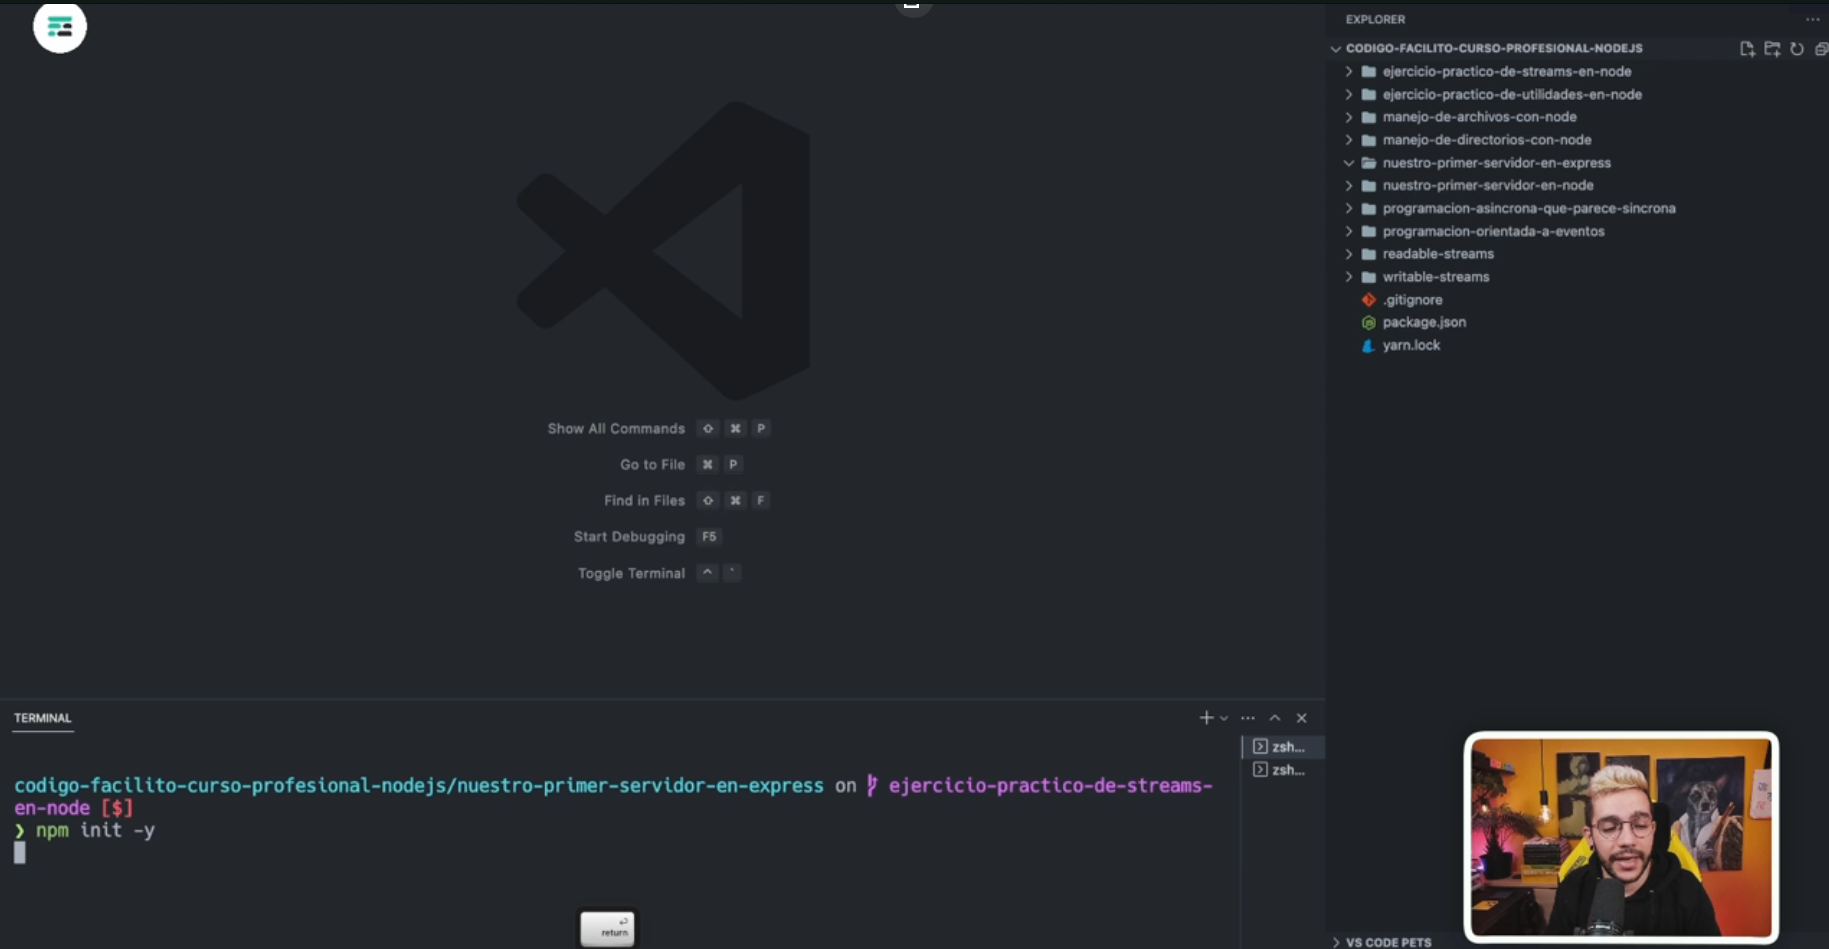 EXPLORER
CODIGO-FACILITO-CURSO-PROFESIONAL-NODEJS
ejercicio-practico-de-streams-en-node
ejercicio-practico-de-utilidades-en-node
manejo-de-archivos-con-node
manejo-de-directorios-con-node
nuestro-primer-servidor-en-express
nuestro-primer-servidor-en-node
programacion-asincrona-que-parece-sincrona
programacion-orientada-a-eventos
readable-streams
writable-streams
.gitignore
package.json
yarn.lock
Show All Commands ⇧ ⌘ P
Go to File ⌘ P
Find in Files ⇧ ⌘ F
Start Debugging F5
Toggle Terminal ^ `
TERMINAL
zsh...
zsh...
codigo-facilito-curso-profesional-nodejs/nuestro-primer-servidor-en-express on ejercicio-practico-de-streams-
en-node [$]
❯ npm init -y
return
VS CODE PETS